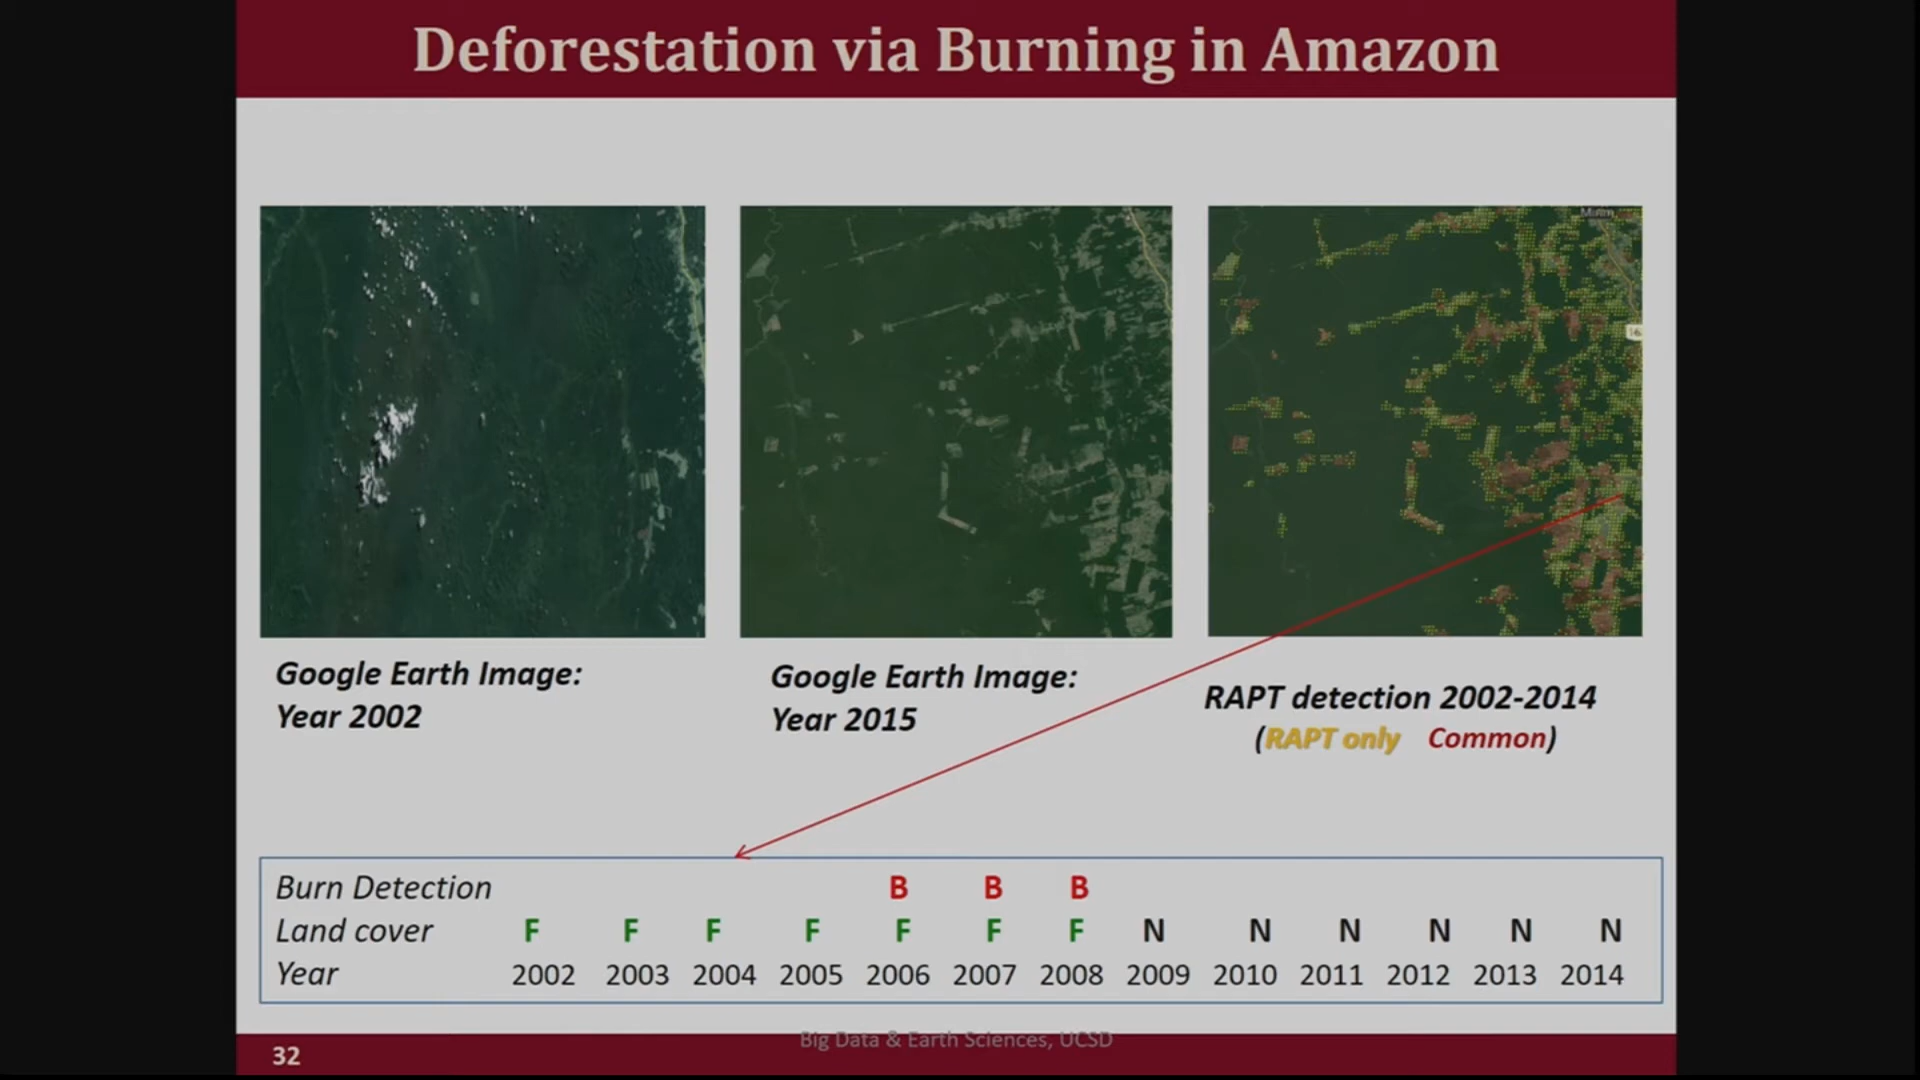 Deforestation via Burning in Amazon
Google Earth Image:
Year 2002
Google Earth Image:
Year 2015
RAPT detection 2002-2014
(RAPT only Common)
Burn Detection B B B
Land cover F F F F F F F N N N N N N
Year 2002 2003 2004 2005 2006 2007 2008 2009 2010 2011 2012 2013 2014
Big Data & Earth Sciences, UCSD
32